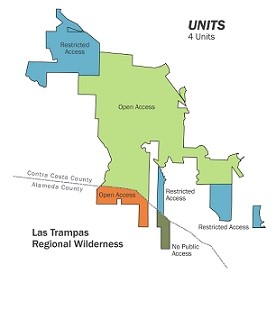 UNITS
4 Units
Restricted
Access
Open Access
Contra Costa County
Alameda County
Open Access
Restricted
Access
Restricted Access
Las Trampas
Regional Wilderness
No Public
Access